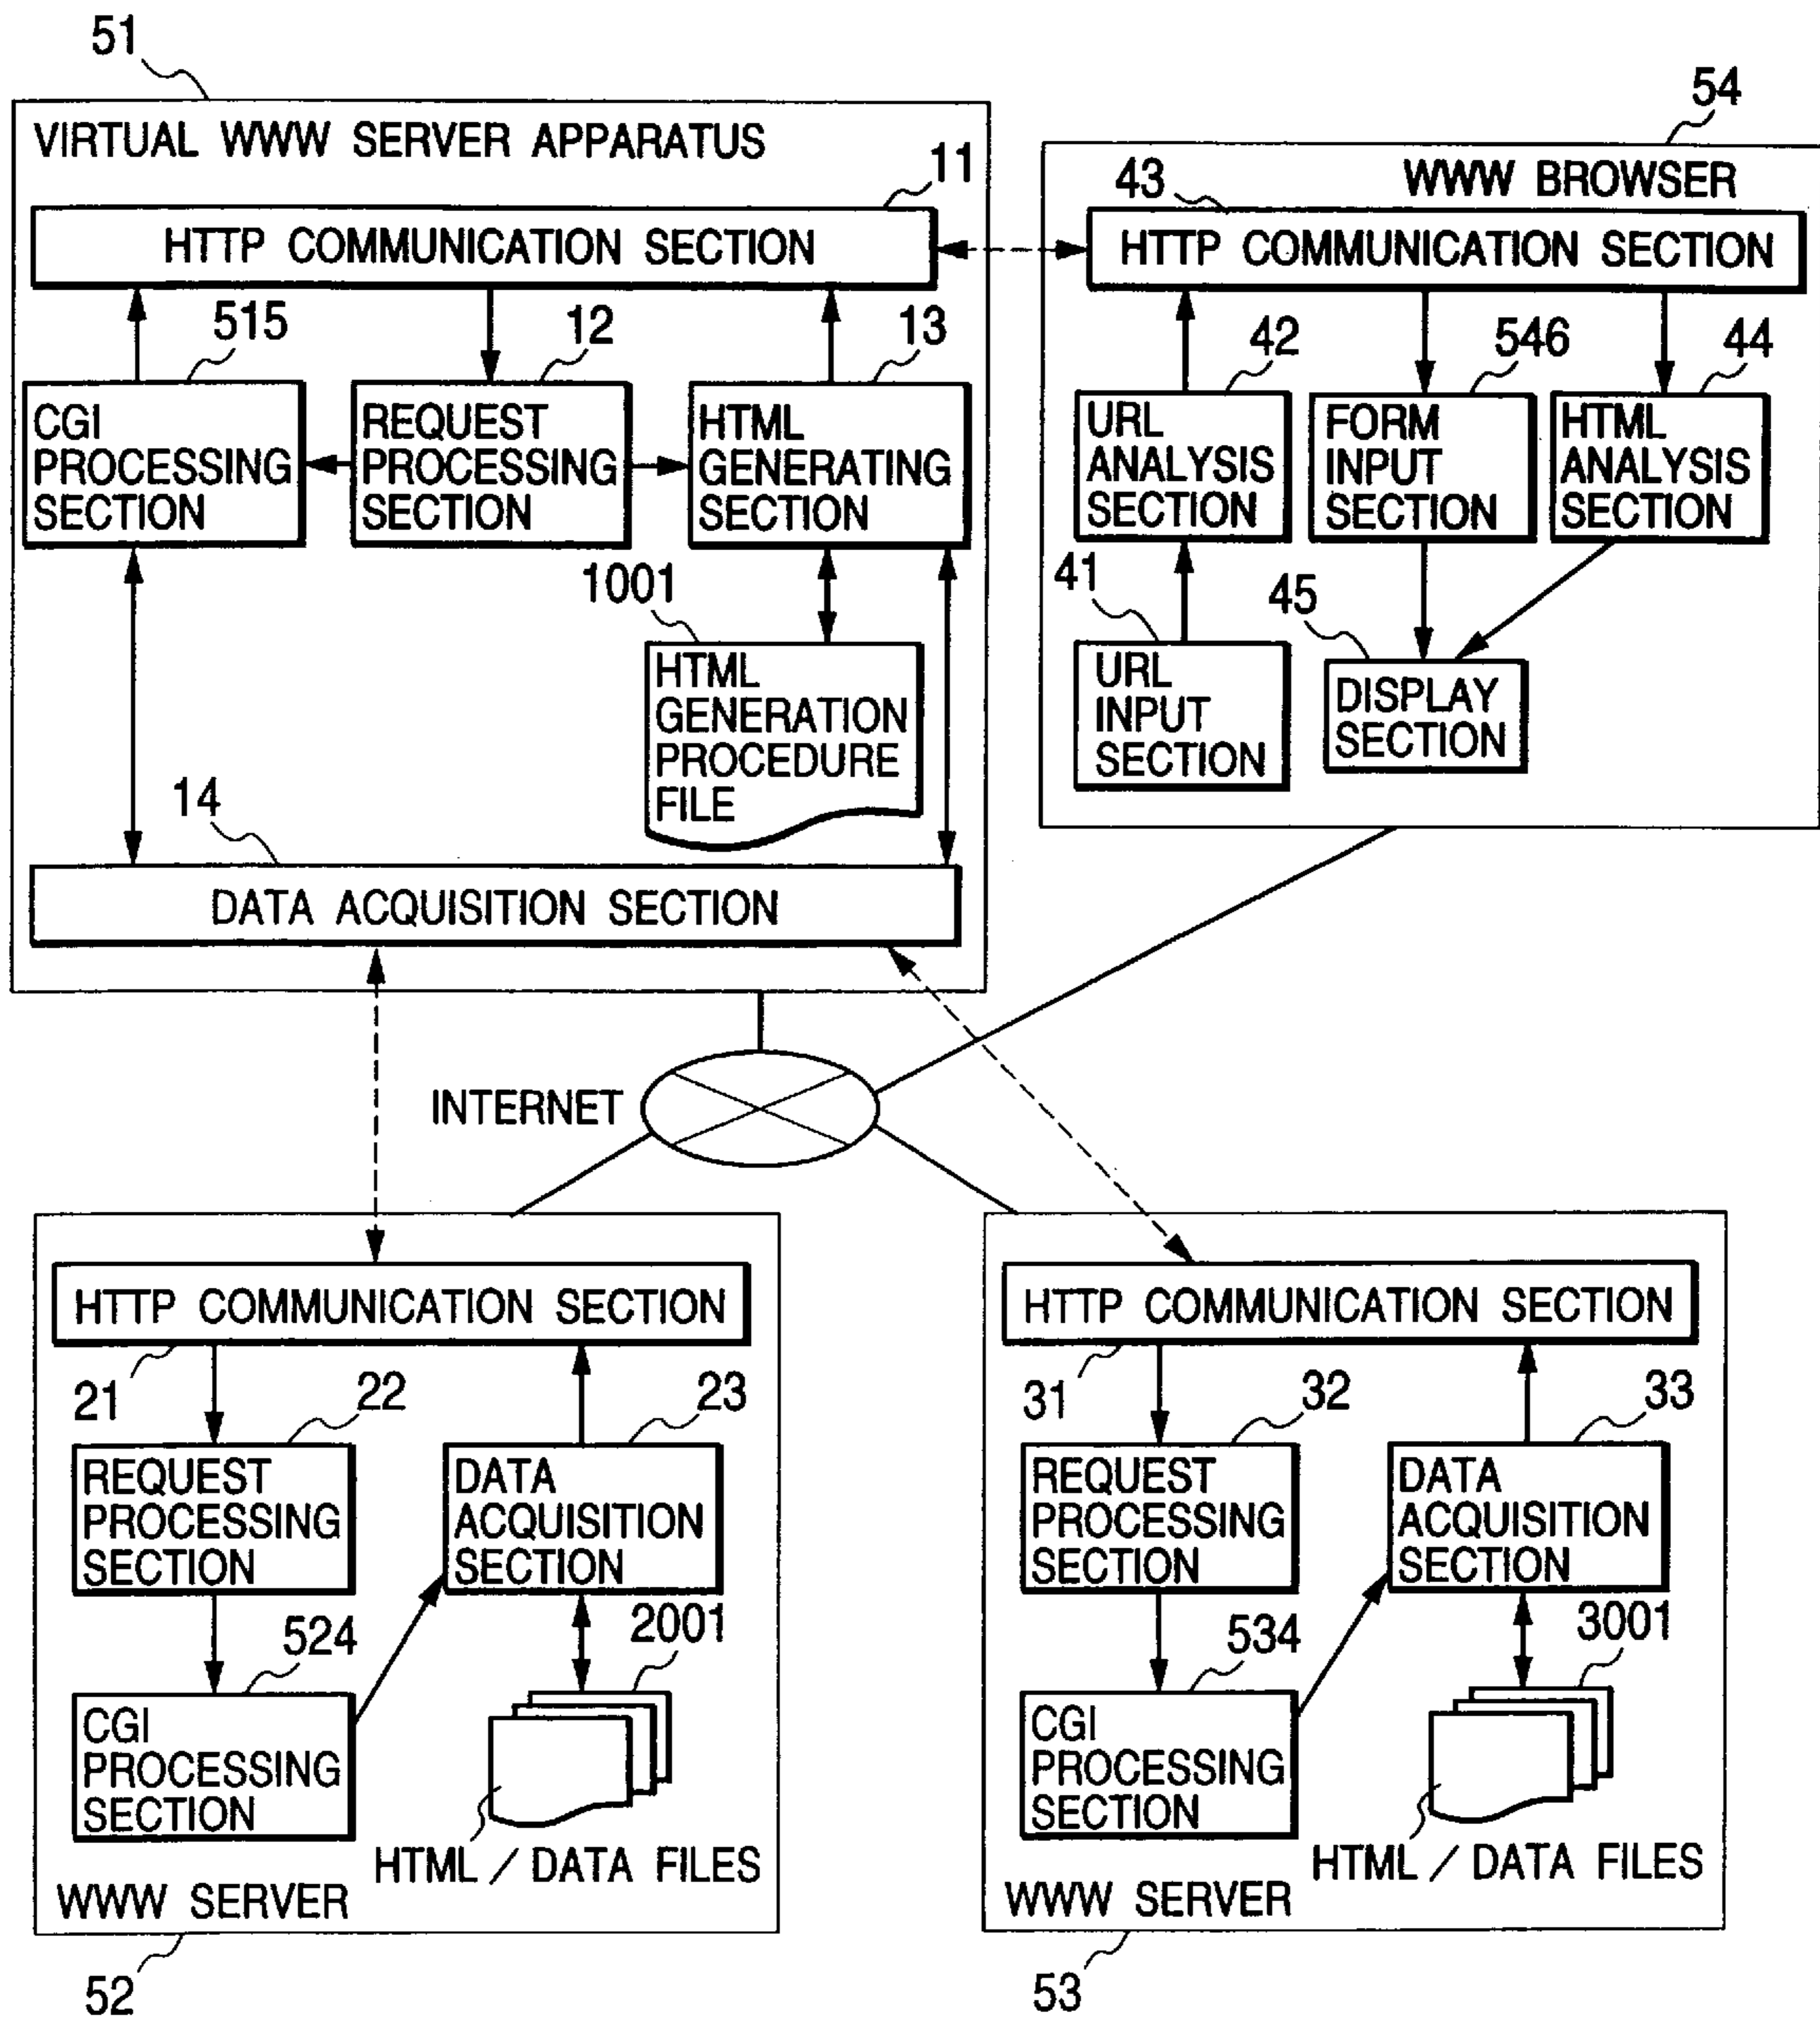 51
VIRTUAL WWW SERVER APPARATUS
11
HTTP COMMUNICATION SECTION
515
12
13
CGI
PROCESSING
SECTION
REQUEST
PROCESSING
SECTION
HTML
GENERATING
SECTION
1001
HTML
GENERATION
PROCEDURE
FILE
14
DATA ACQUISITION SECTION
54
WWW BROWSER
43
HTTP COMMUNICATION SECTION
42
546
44
URL
ANALYSIS
SECTION
FORM
INPUT
SECTION
HTML
ANALYSIS
SECTION
41
45
URL
INPUT
SECTION
DISPLAY
SECTION
INTERNET
HTTP COMMUNICATION SECTION
21
22
23
REQUEST
PROCESSING
SECTION
DATA
ACQUISITION
SECTION
524
2001
CGI
PROCESSING
SECTION
HTML / DATA FILES
WWW SERVER
52
HTTP COMMUNICATION SECTION
31
32
33
REQUEST
PROCESSING
SECTION
DATA
ACQUISITION
SECTION
534
3001
CGI
PROCESSING
SECTION
HTML / DATA FILES
WWW SERVER
53